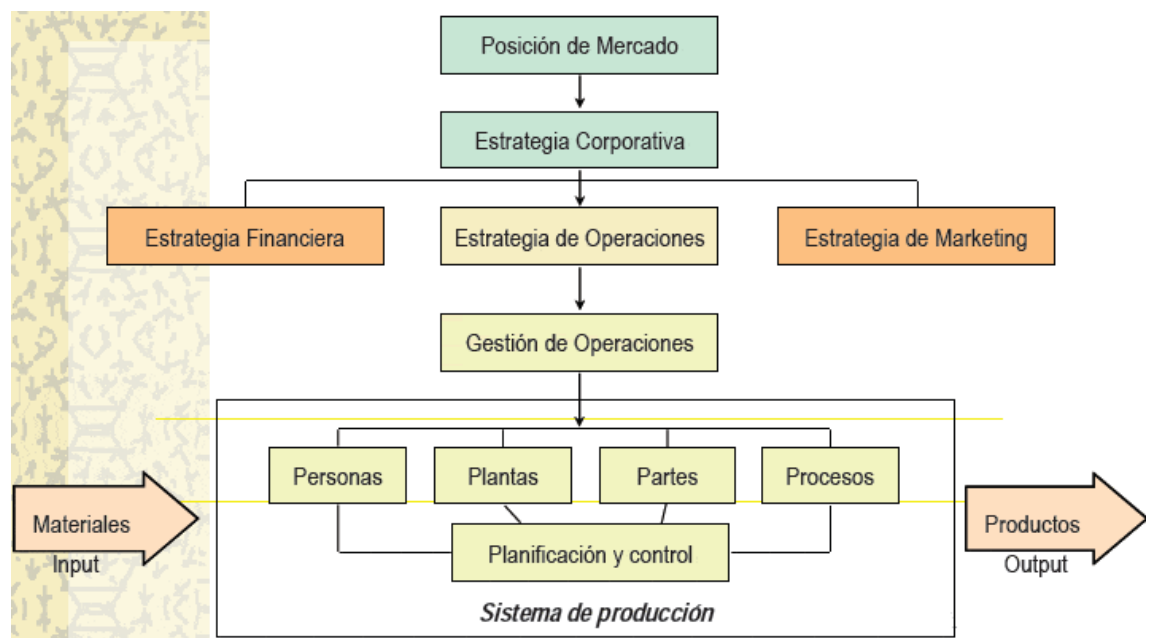 Posición de Mercado
Estrategia Corporativa
Estrategia Financiera
Estrategia de Operaciones
Estrategia de Marketing
Gestión de Operaciones
Personas
Plantas
Partes
Procesos
Materiales
Input
Planificación y control
Productos
Output
Sistema de producción